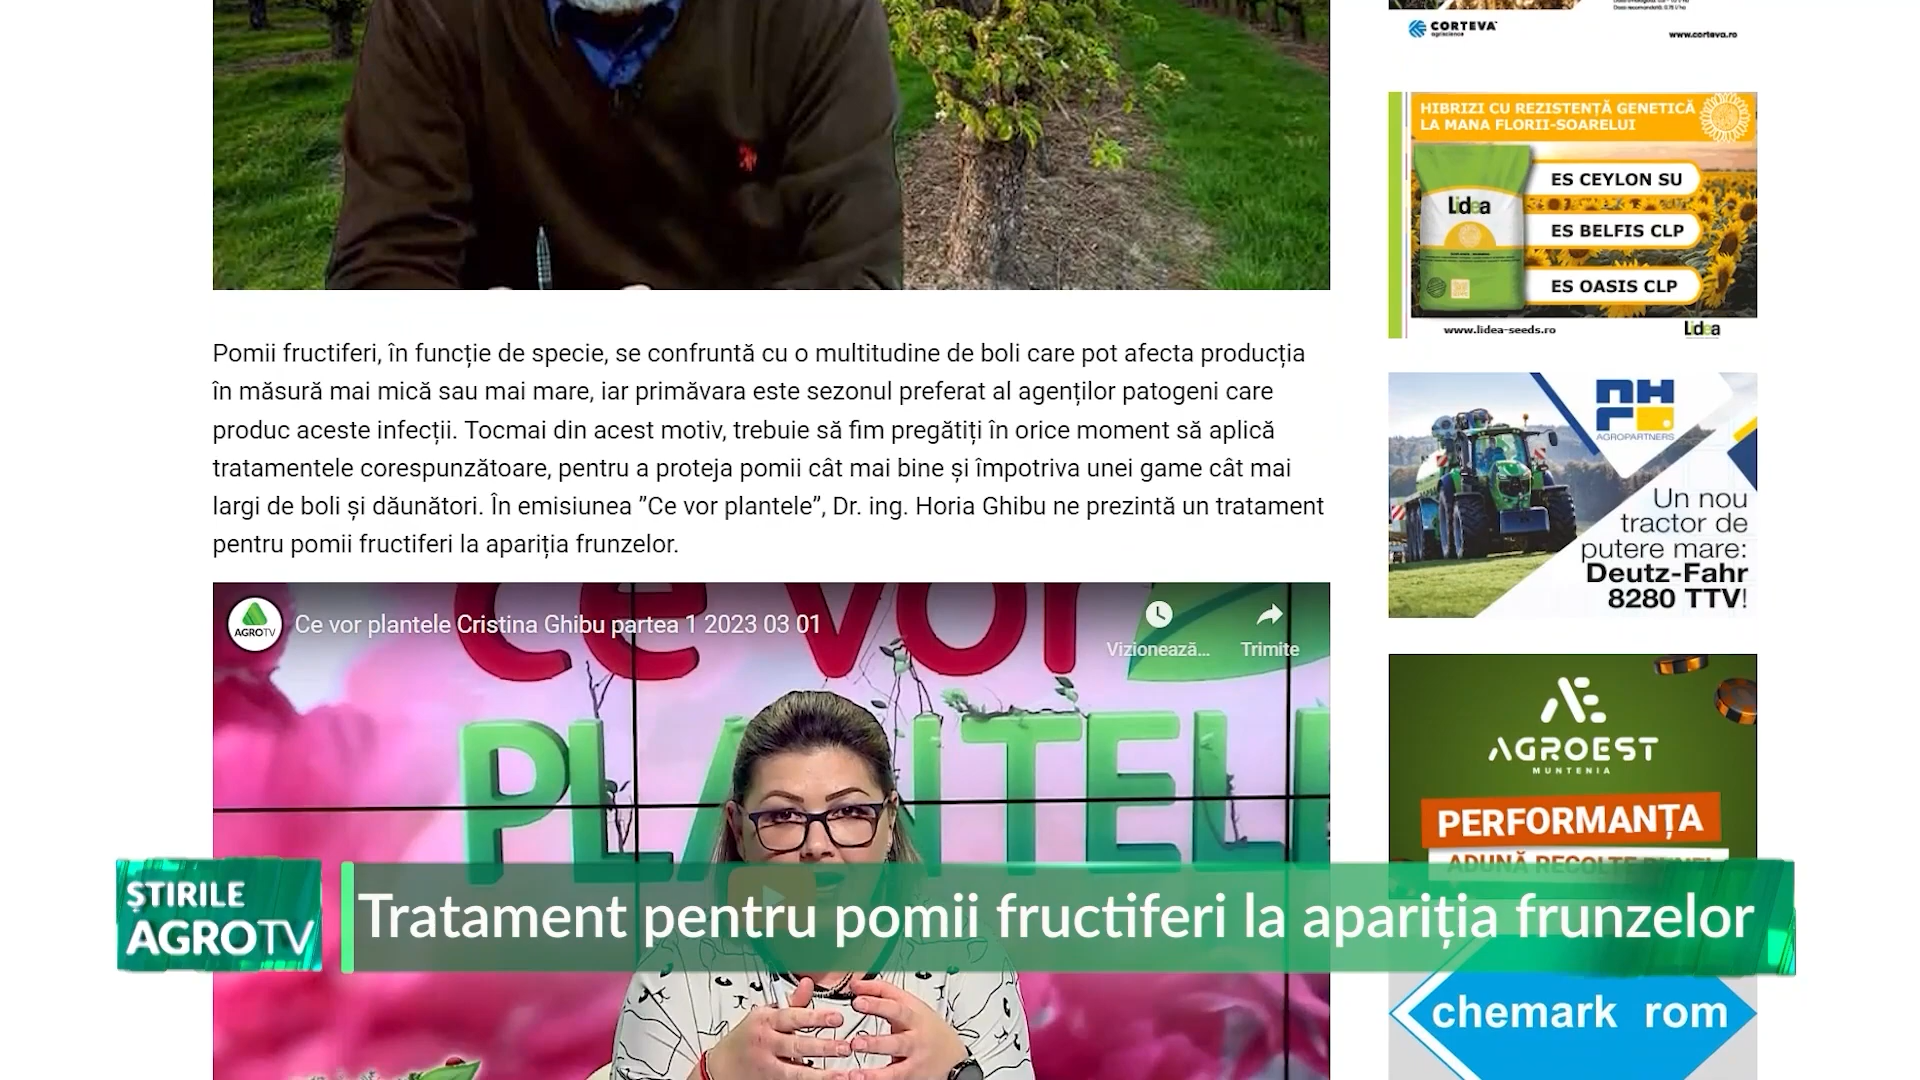 CORTEVA
agriscience
www.corteva.ro
HIBRIZI CU REZISTENȚĂ GENETICĂ
LA MANA FLORII-SOARELUI
Lidea
ES CEYLON SU
ES BELFIS CLP
ES OASIS CLP
www.lidea-seeds.ro
Lidea
Pomii fructiferi, în funcție de specie, se confruntă cu o multitudine de boli care pot afecta producția
în măsură mai mică sau mai mare, iar primăvara este sezonul preferat al agenților patogeni care
produc aceste infecții. Tocmai din acest motiv, trebuie să fim pregătiți în orice moment să aplică
tratamentele corespunzătoare, pentru a proteja pomii cât mai bine și împotriva unei game cât mai
largi de boli și dăunători. În emisiunea ”Ce vor plantele”, Dr. ing. Horia Ghibu ne prezintă un tratament
pentru pomii fructiferi la apariția frunzelor.
AGROPARTNERS
Un nou
tractor de
putere mare:
Deutz-Fahr
8280 TTV!
AGROTV
Ce vor plantele Cristina Ghibu partea 1 2023 03 01
Vizionează...
Trimite
ce vor
PLANTELE
AGROEST
MUNTENIA
PERFORMANȚA
ADUNĂ RECOLTE BUNE!
ȘTIRILE
AGROTV
Tratament pentru pomii fructiferi la apariția frunzelor
chemark rom